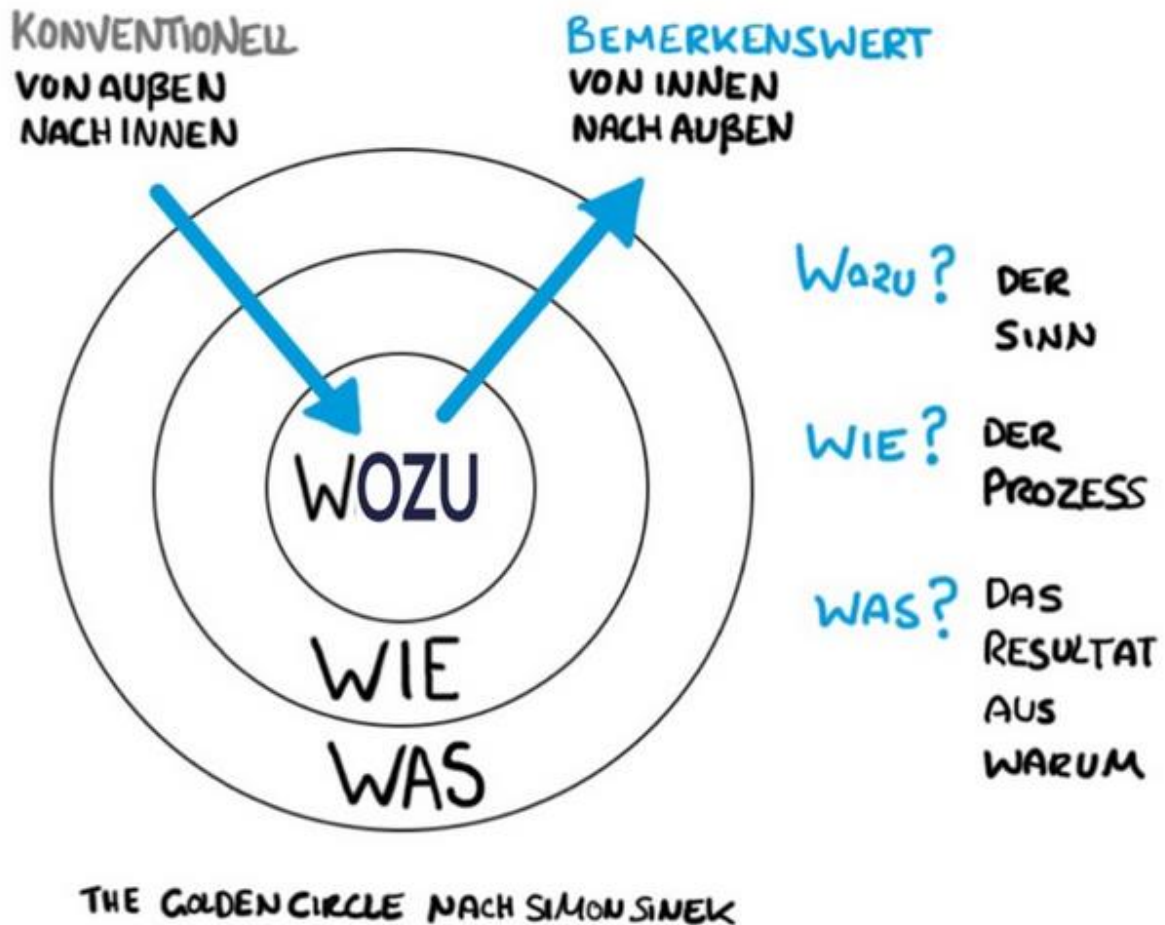 KONVENTIONELL
VON AUßEN
NACH INNEN
BEMERKENSWERT
VON INNEN
NACH AUßEN
WOZU
WIE
WAS
WOZU? DER
SINN
WIE? DER
PROZESS
WAS? DAS
RESULTAT
AUS
WARUM
THE GOLDEN CIRCLE NACH SIMON SINEK